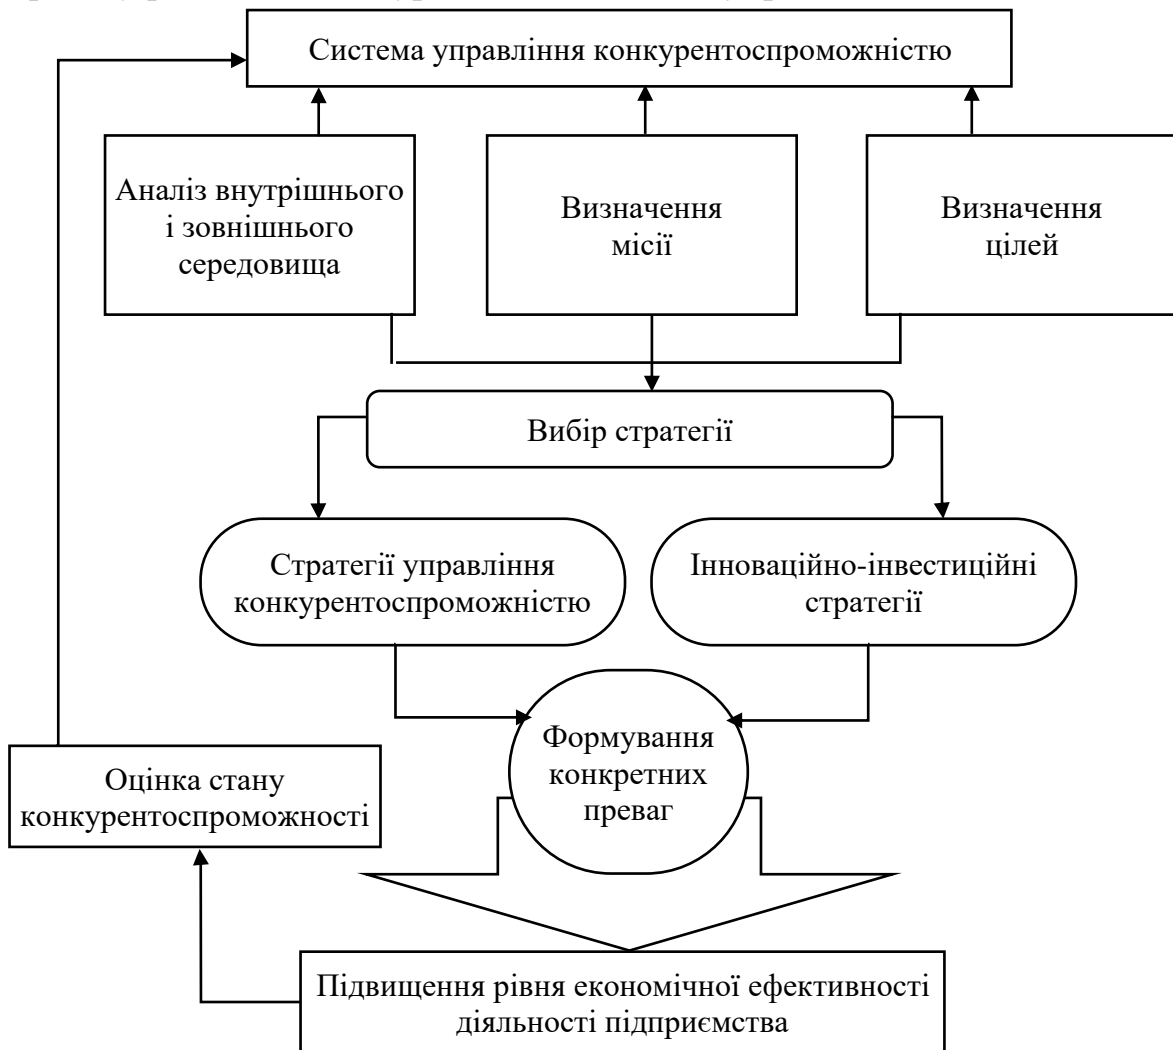 Система управління конкурентоспроможністю
Аналіз внутрішнього
і зовнішнього
середовища
Визначення
місії
Визначення
цілей
Вибір стратегії
Стратегії управління
конкурентоспроможністю
Інноваційно-інвестиційні
стратегії
Формування
конкретних
преваг
Оцінка стану
конкурентоспроможності
Підвищення рівня економічної ефективності
діяльності підприємства